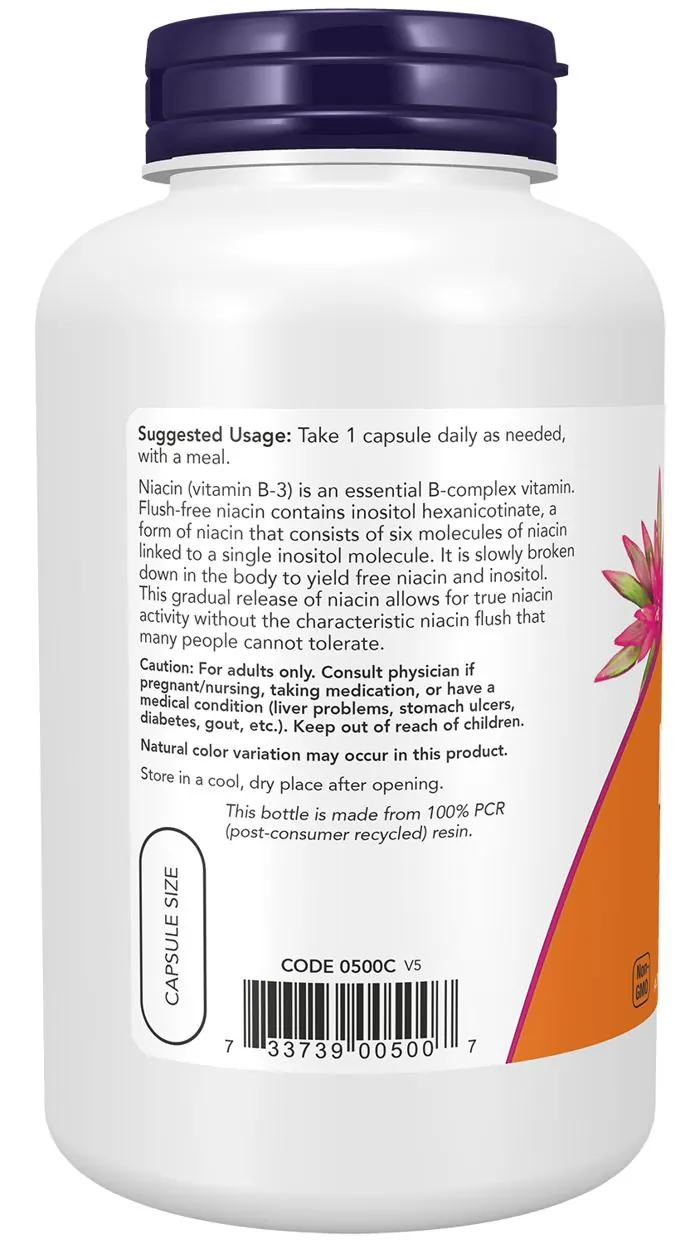 Suggested Usage: Take 1 capsule daily as needed,
with a meal.
Niacin (vitamin B-3) is an essential B-complex vitamin.
Flush-free niacin contains inositol hexanicotinate, a
form of niacin that consists of six molecules of niacin
linked to a single inositol molecule. It is slowly broken
down in the body to yield free niacin and inositol.
This gradual release of niacin allows for true niacin
activity without the characteristic niacin flush that
many people cannot tolerate.
Caution: For adults only. Consult physician if
pregnant/nursing, taking medication, or have a
medical condition (liver problems, stomach ulcers,
diabetes, gout, etc.). Keep out of reach of children.
Natural color variation may occur in this product.
Store in a cool, dry place after opening.
This bottle is made from 100% PCR
(post-consumer recycled) resin.
CAPSULE SIZE
CODE 0500C V5
7 33739 00500 7
Non-
GMO